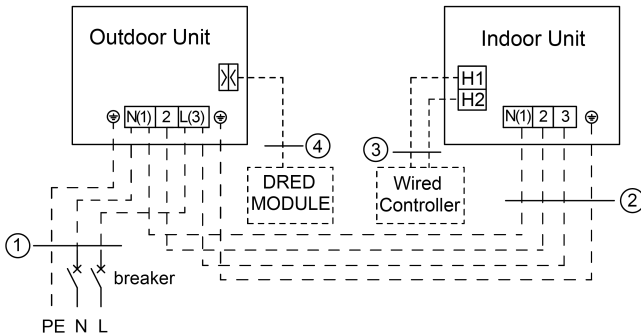 Outdoor Unit
Indoor Unit
H1
H2
N(1) 2 L(3)
N(1) 2 3
4
3
DRED
MODULE
Wired
Controller
2
1
breaker
PE N L